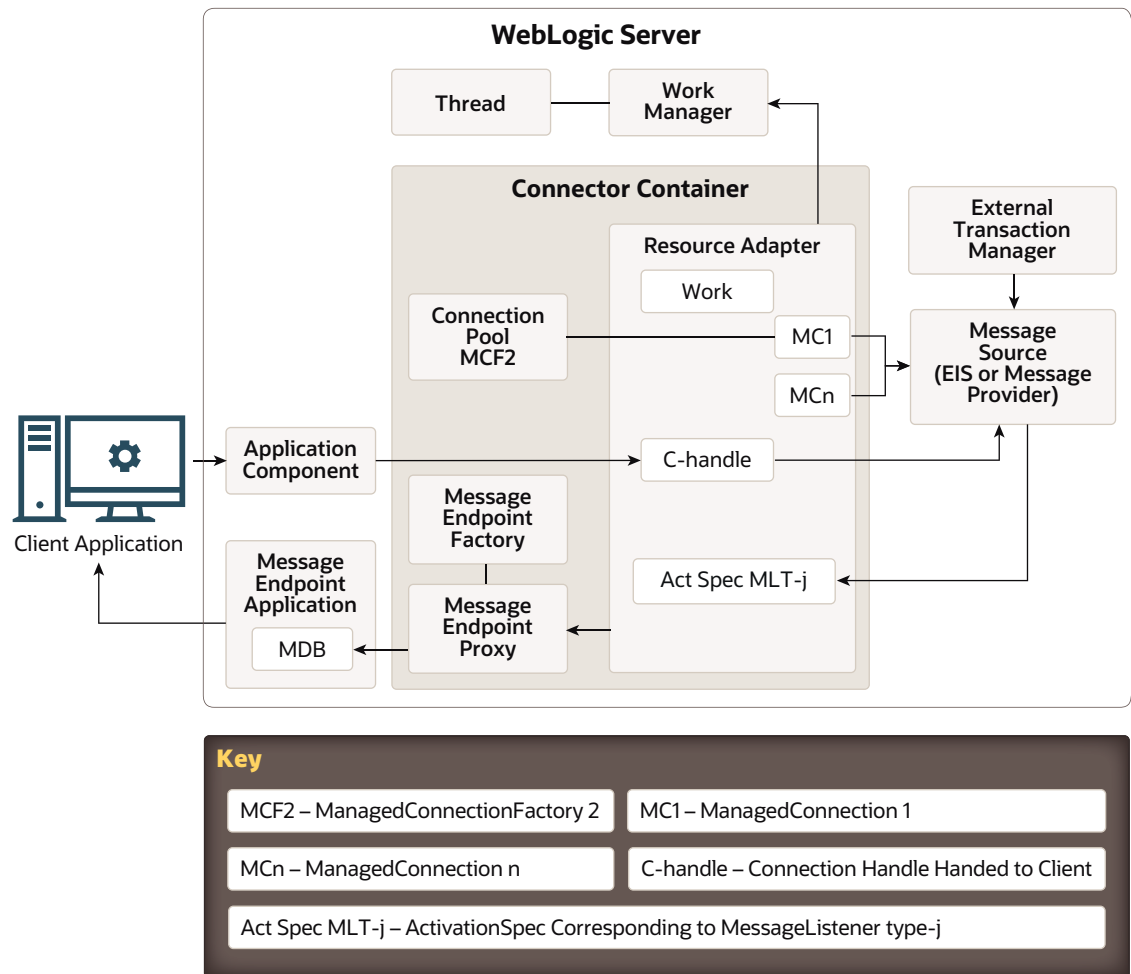 WebLogic Server
Thread
Work
Manager
Connector Container
External
Transaction
Manager
Resource Adapter
Work
Connection
Pool
MCF2
MC1
MCn
Message
Source
(EIS or Message
Provider)
Client Application
Application
Component
C-handle
Message
Endpoint
Factory
Message
Endpoint
Application
MDB
Message
Endpoint
Proxy
Act Spec MLT-j
Key
MCF2 – ManagedConnectionFactory 2
MC1 – ManagedConnection 1
MCn – ManagedConnection n
C-handle – Connection Handle Handed to Client
Act Spec MLT-j – ActivationSpec Corresponding to MessageListener type-j